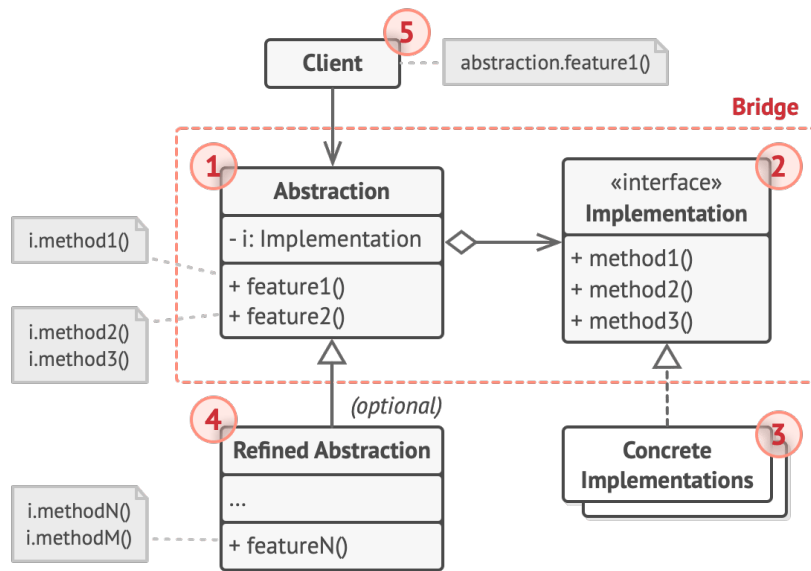 5
Client
abstraction.feature1()
Bridge
1
Abstraction
- i: Implementation
+ feature1()
+ feature2()
2
«interface»
Implementation
+ method1()
+ method2()
+ method3()
i.method1()
i.method2()
i.method3()
(optional)
4
Refined Abstraction
...
+ featureN()
3
Concrete
Implementations
i.methodN()
i.methodM()